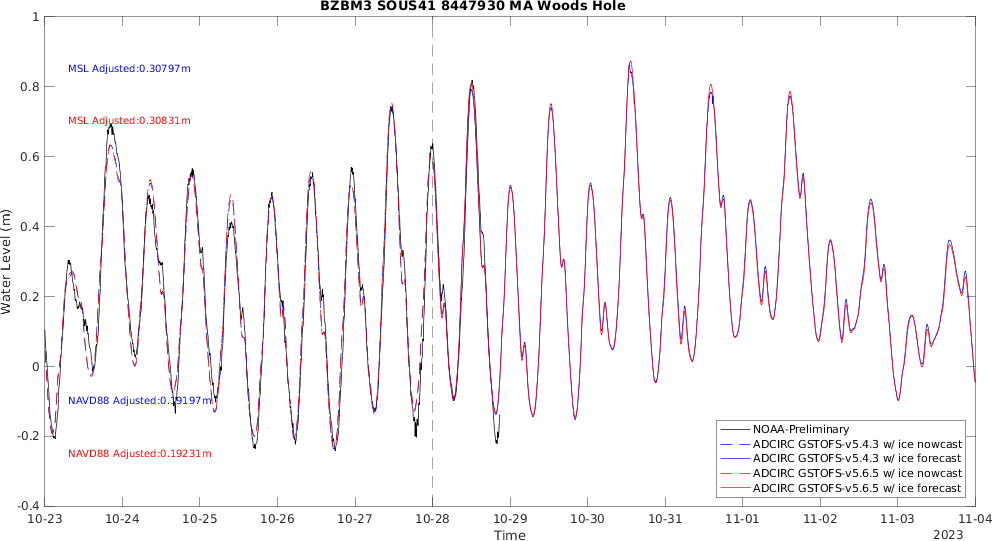 BZBM3 SOUS41 8447930 MA Woods Hole
1
0.8
0.6
0.4
0.2
0
-0.2
-0.4
Water Level (m)
MSL Adjusted:0.30797m
MSL Adjusted:0.30831m
NAVD88 Adjusted:0.19197m
NAVD88 Adjusted:0.19231m
NOAA-Preliminary
ADCIRC GSTOFS-v5.4.3 w/ ice nowcast
ADCIRC GSTOFS-v5.4.3 w/ ice forecast
ADCIRC GSTOFS-v5.6.5 w/ ice nowcast
ADCIRC GSTOFS-v5.6.5 w/ ice forecast
10-23 10-24 10-25 10-26 10-27 10-28 10-29 10-30 10-31 11-01 11-02 11-03 11-04
Time
2023